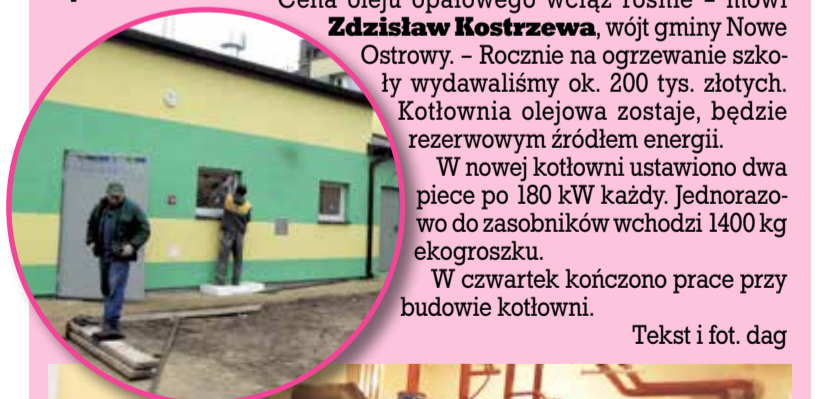 Cena oleju opałowego wciąż rośnie – mówi
Zdzisław Kostrzewa, wójt gminy Nowe
Ostrowy. – Rocznie na ogrzewanie szko-
ły wydawaliśmy ok. 200 tys. złotych.
Kotłownia olejowa zostaje, będzie
rezerwowym źródłem energii.
W nowej kotłowni ustawiono dwa
piece po 180 kW każdy. Jednorazo-
wo do zasobników wchodzi 1400 kg
ekogroszku.
W czwartek kończono prace przy
budowie kotłowni.
Tekst i fot. dag